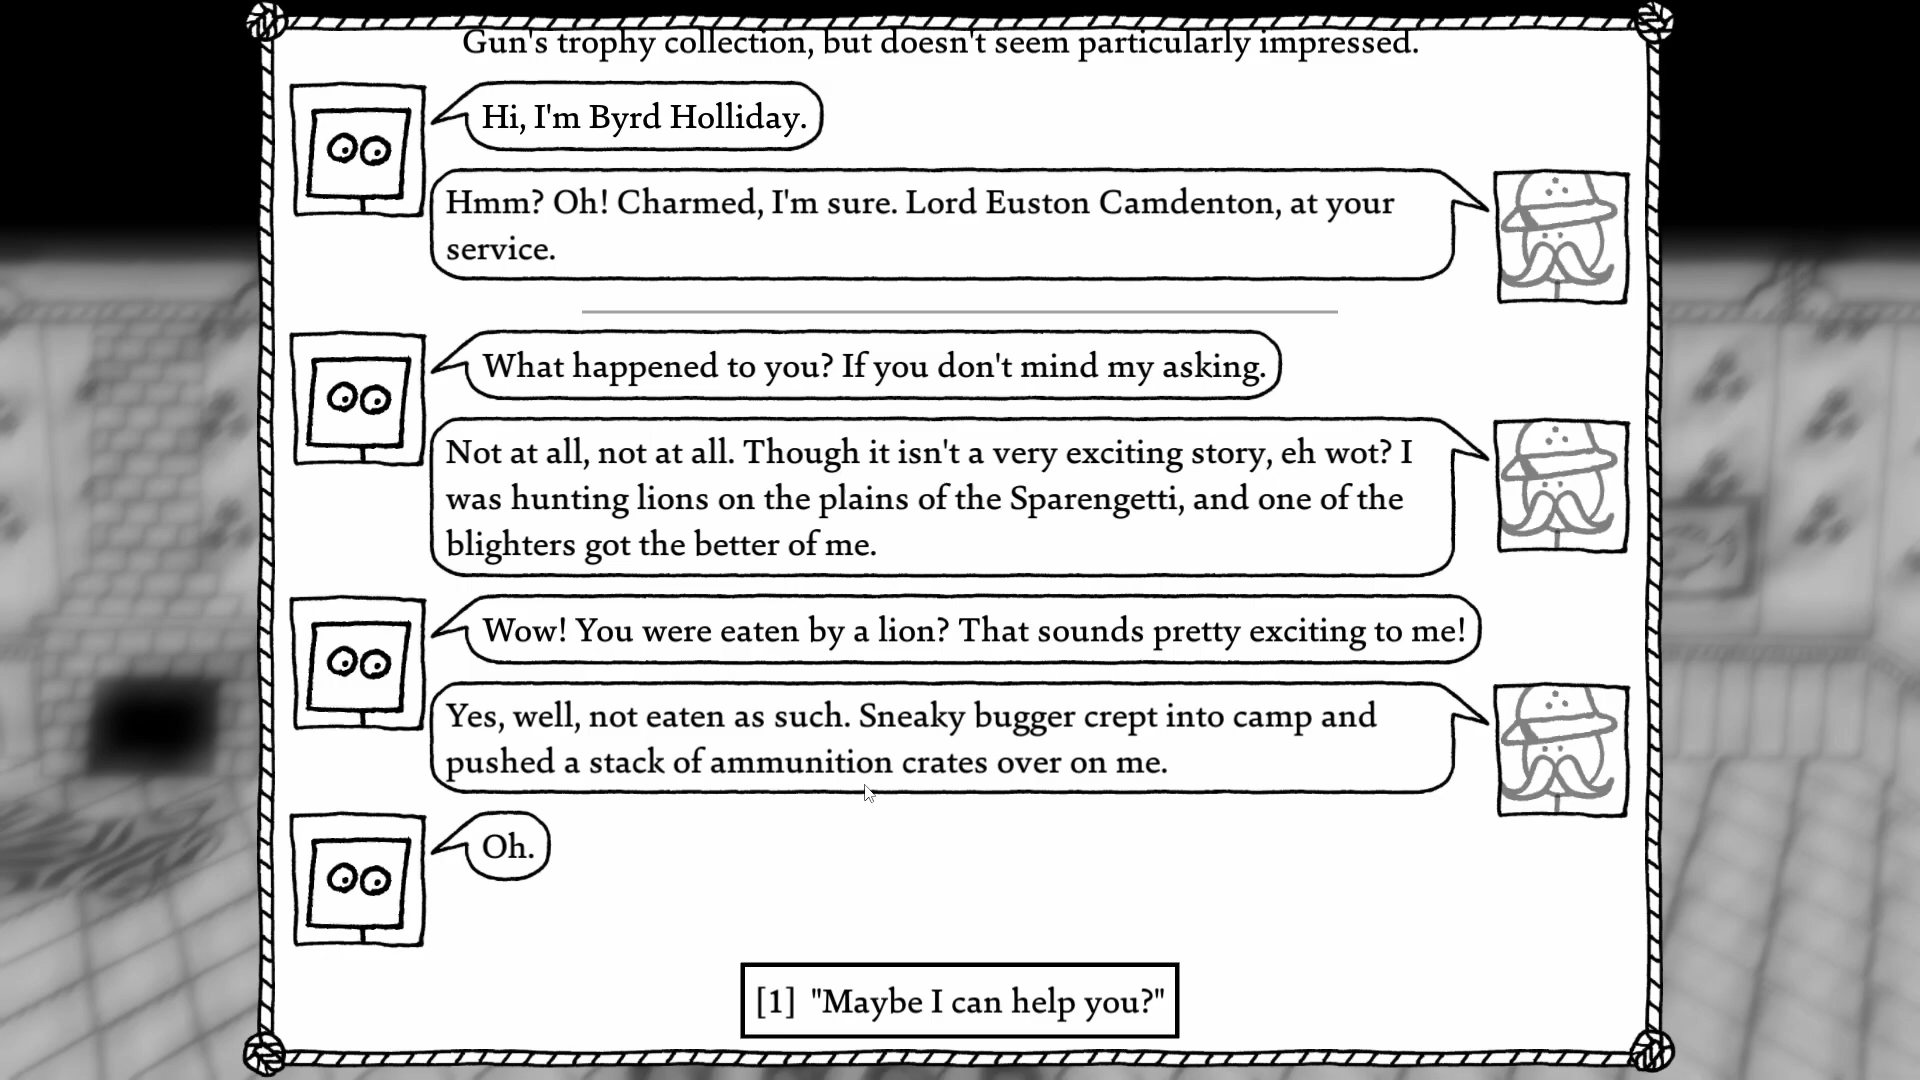 Gun's trophy collection, but doesn't seem particularly impressed.
Hi, I'm Byrd Holliday.
Hmm? Oh! Charmed, I'm sure. Lord Euston Camdenton, at your
service.
What happened to you? If you don't mind my asking.
Not at all, not at all. Though it isn't a very exciting story, eh wot? I
was hunting lions on the plains of the Sparengetti, and one of the
blighters got the better of me.
Wow! You were eaten by a lion? That sounds pretty exciting to me!
Yes, well, not eaten as such. Sneaky bugger crept into camp and
pushed a stack of ammunition crates over on me.
Oh.
[1] "Maybe I can help you?"